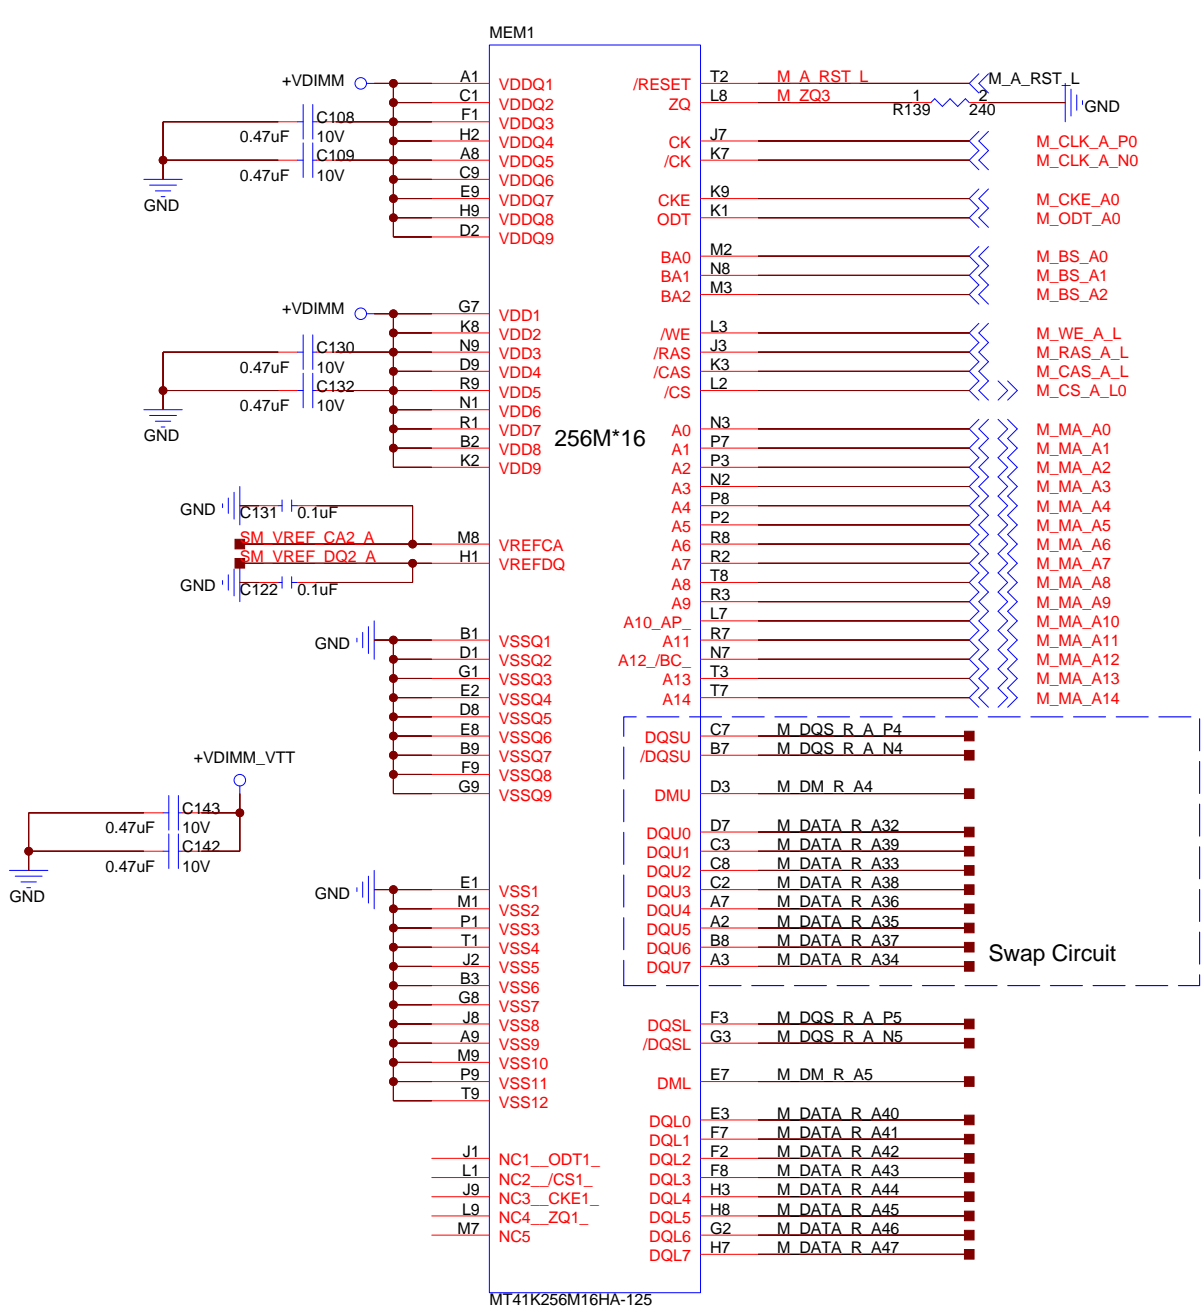 MEM1
+VDIMM
A1 VDDQ1
C1 VDDQ2
F1 VDDQ3
H2 VDDQ4
A8 VDDQ5
C9 VDDQ6
E9 VDDQ7
H9 VDDQ8
D2 VDDQ9
C108
0.47uF 10V
C109
0.47uF 10V
GND
+VDIMM
G7 VDD1
K8 VDD2
N9 VDD3
D9 VDD4
R9 VDD5
N1 VDD6
R1 VDD7
B2 VDD8
K2 VDD9
C130
0.47uF 10V
C132
0.47uF 10V
GND
256M*16
GND C131 0.1uF
SM_VREF_CA2_A M8 VREFCA
SM_VREF_DQ2_A H1 VREFDQ
GND C122 0.1uF
GND
B1 VSSQ1
D1 VSSQ2
G1 VSSQ3
E2 VSSQ4
D8 VSSQ5
E8 VSSQ6
B9 VSSQ7
F9 VSSQ8
G9 VSSQ9
+VDIMM_VTT
C143
0.47uF 10V
C142
0.47uF 10V
GND
GND
E1 VSS1
M1 VSS2
P1 VSS3
T1 VSS4
J2 VSS5
B3 VSS6
G8 VSS7
J8 VSS8
A9 VSS9
M9 VSS10
P9 VSS11
T9 VSS12
J1 NC1__ODT1_
L1 NC2__/CS1_
J9 NC3__CKE1_
L9 NC4__ZQ1_
M7 NC5
/RESET T2 M_A_RST_L M_A_RST_L
ZQ L8 M_ZQ3 1 2 GND
R139 240
CK J7 M_CLK_A_P0
/CK K7 M_CLK_A_N0
CKE K9 M_CKE_A0
ODT K1 M_ODT_A0
BA0 M2 M_BS_A0
BA1 N8 M_BS_A1
BA2 M3 M_BS_A2
/WE L3 M_WE_A_L
/RAS J3 M_RAS_A_L
/CAS K3 M_CAS_A_L
/CS L2 M_CS_A_L0
A0 N3 M_MA_A0
A1 P7 M_MA_A1
A2 P3 M_MA_A2
A3 N2 M_MA_A3
A4 P8 M_MA_A4
A5 P2 M_MA_A5
A6 R8 M_MA_A6
A7 R2 M_MA_A7
A8 T8 M_MA_A8
A9 R3 M_MA_A9
A10_AP_ L7 M_MA_A10
A11 R7 M_MA_A11
A12_/BC_ N7 M_MA_A12
A13 T3 M_MA_A13
A14 T7 M_MA_A14
DQSU C7 M_DQS_R_A_P4
/DQSU B7 M_DQS_R_A_N4
DMU D3 M_DM_R_A4
DQU0 D7 M_DATA_R_A32
DQU1 C3 M_DATA_R_A39
DQU2 C8 M_DATA_R_A33
DQU3 C2 M_DATA_R_A38
DQU4 A7 M_DATA_R_A36
DQU5 A2 M_DATA_R_A35
DQU6 B8 M_DATA_R_A37
DQU7 A3 M_DATA_R_A34
Swap Circuit
DQSL F3 M_DQS_R_A_P5
/DQSL G3 M_DQS_R_A_N5
DML E7 M_DM_R_A5
DQL0 E3 M_DATA_R_A40
DQL1 F7 M_DATA_R_A41
DQL2 F2 M_DATA_R_A42
DQL3 F8 M_DATA_R_A43
DQL4 H3 M_DATA_R_A44
DQL5 H8 M_DATA_R_A45
DQL6 G2 M_DATA_R_A46
DQL7 H7 M_DATA_R_A47
MT41K256M16HA-125